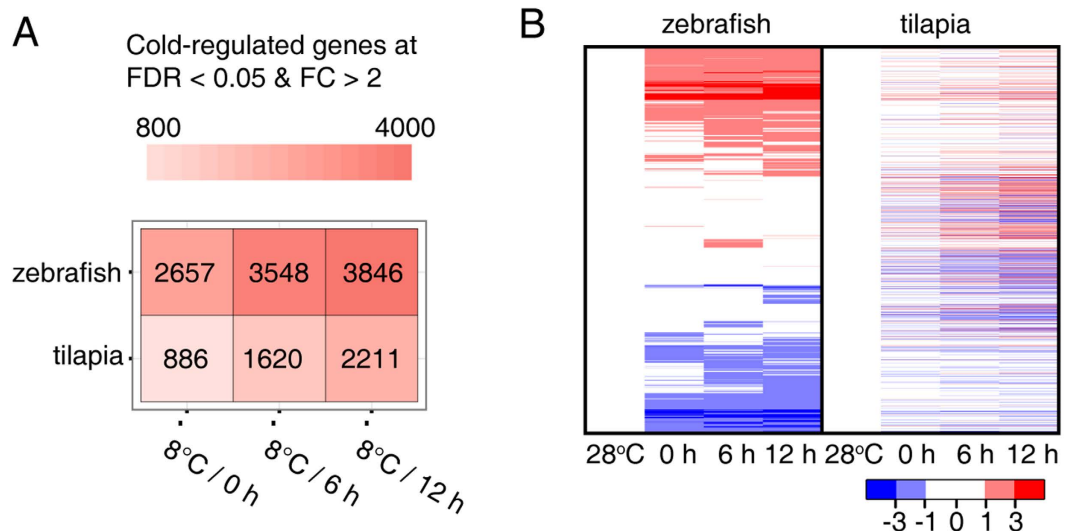 A
Cold-regulated genes at
FDR < 0.05 & FC > 2
800 4000
zebrafish 2657 3548 3846
tilapia 886 1620 2211
8°C / 0 h 8°C / 6 h 8°C / 12 h
B
zebrafish tilapia
28°C 0 h 6 h 12 h 28°C 0 h 6 h 12 h
-3 -1 0 1 3